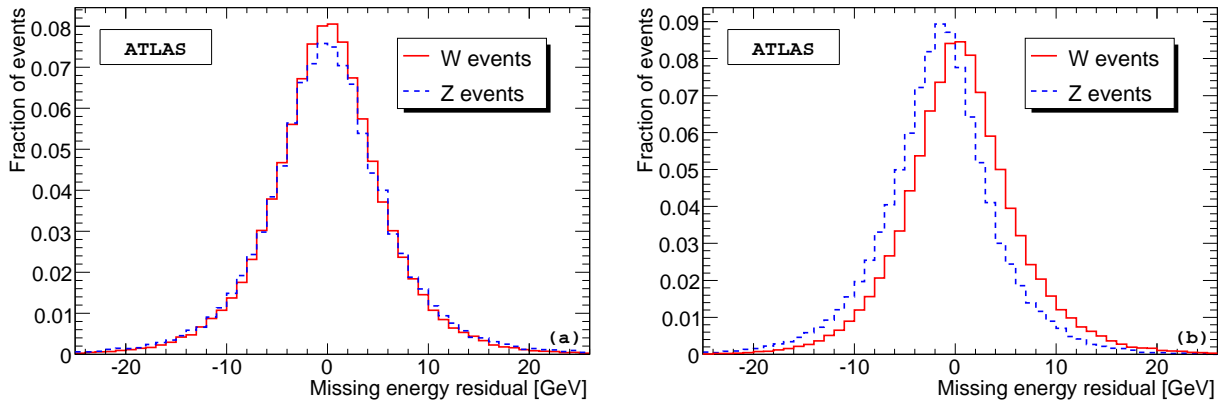 Fraction of events
0.08
0.07
0.06
0.05
0.04
0.03
0.02
0.01
0
ATLAS
W events
Z events
(a)
-20 -10 0 10 20
Missing energy residual [GeV]
Fraction of events
0.09
0.08
0.07
0.06
0.05
0.04
0.03
0.02
0.01
0
ATLAS
W events
Z events
(b)
-20 -10 0 10 20
Missing energy residual [GeV]